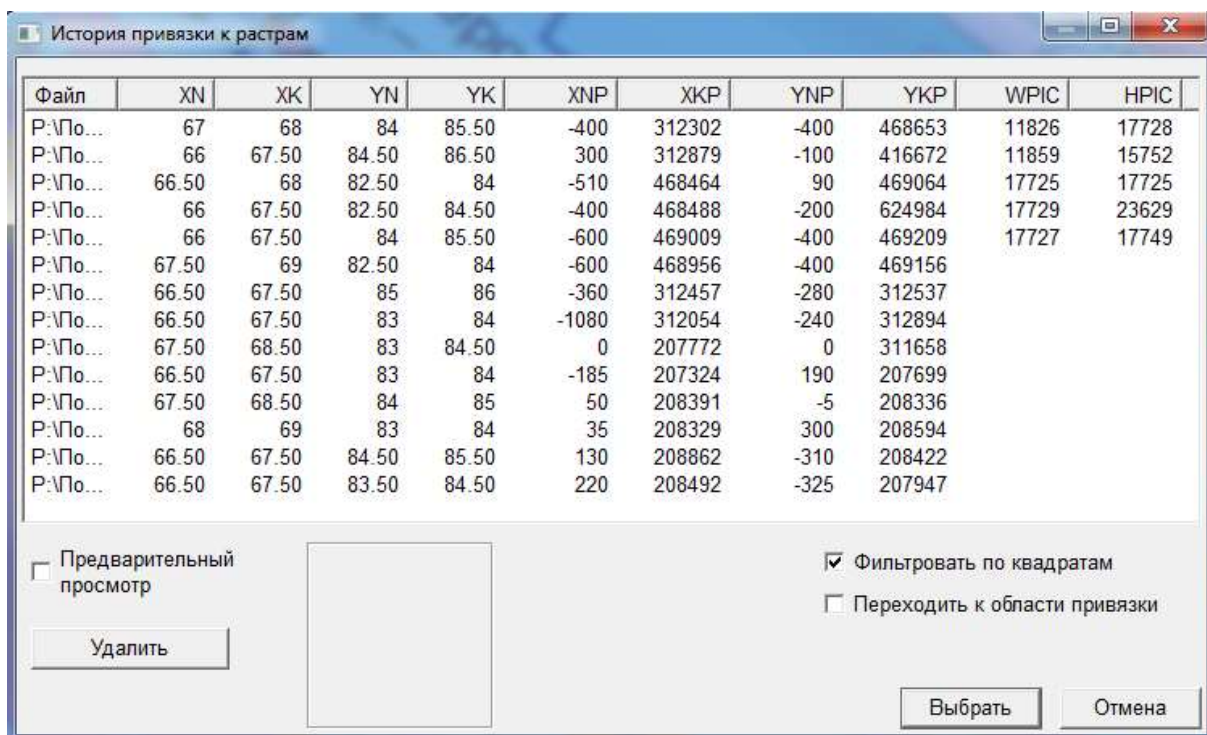 История привязки к растрам
Файл XN XK YN YK XNP XKP YNP YKP WPIC HPIC
P:\По... 67 68 84 85.50 -400 312302 -400 468653 11826 17728
P:\По... 66 67.50 84.50 86.50 300 312879 -100 416672 11859 15752
P:\По... 66.50 68 82.50 84 -510 468464 90 469064 17725 17725
P:\По... 66 67.50 82.50 84.50 -400 468488 -200 624984 17729 23629
P:\По... 66 67.50 84 85.50 -600 469009 -400 469209 17727 17749
P:\По... 67.50 69 82.50 84 -600 468956 -400 469156
P:\По... 66.50 67.50 85 86 -360 312457 -280 312537
P:\По... 66.50 67.50 83 84 -1080 312054 -240 312894
P:\По... 67.50 68.50 83 84.50 0 207772 0 311658
P:\По... 66.50 67.50 83 84 -185 207324 190 207699
P:\По... 67.50 68.50 84 85 50 208391 -5 208336
P:\По... 68 69 83 84 35 208329 300 208594
P:\По... 66.50 67.50 84.50 85.50 130 208862 -310 208422
P:\По... 66.50 67.50 83.50 84.50 220 208492 -325 207947
Предварительный
просмотр
Фильтровать по квадратам
Переходить к области привязки
Удалить
Выбрать Отмена